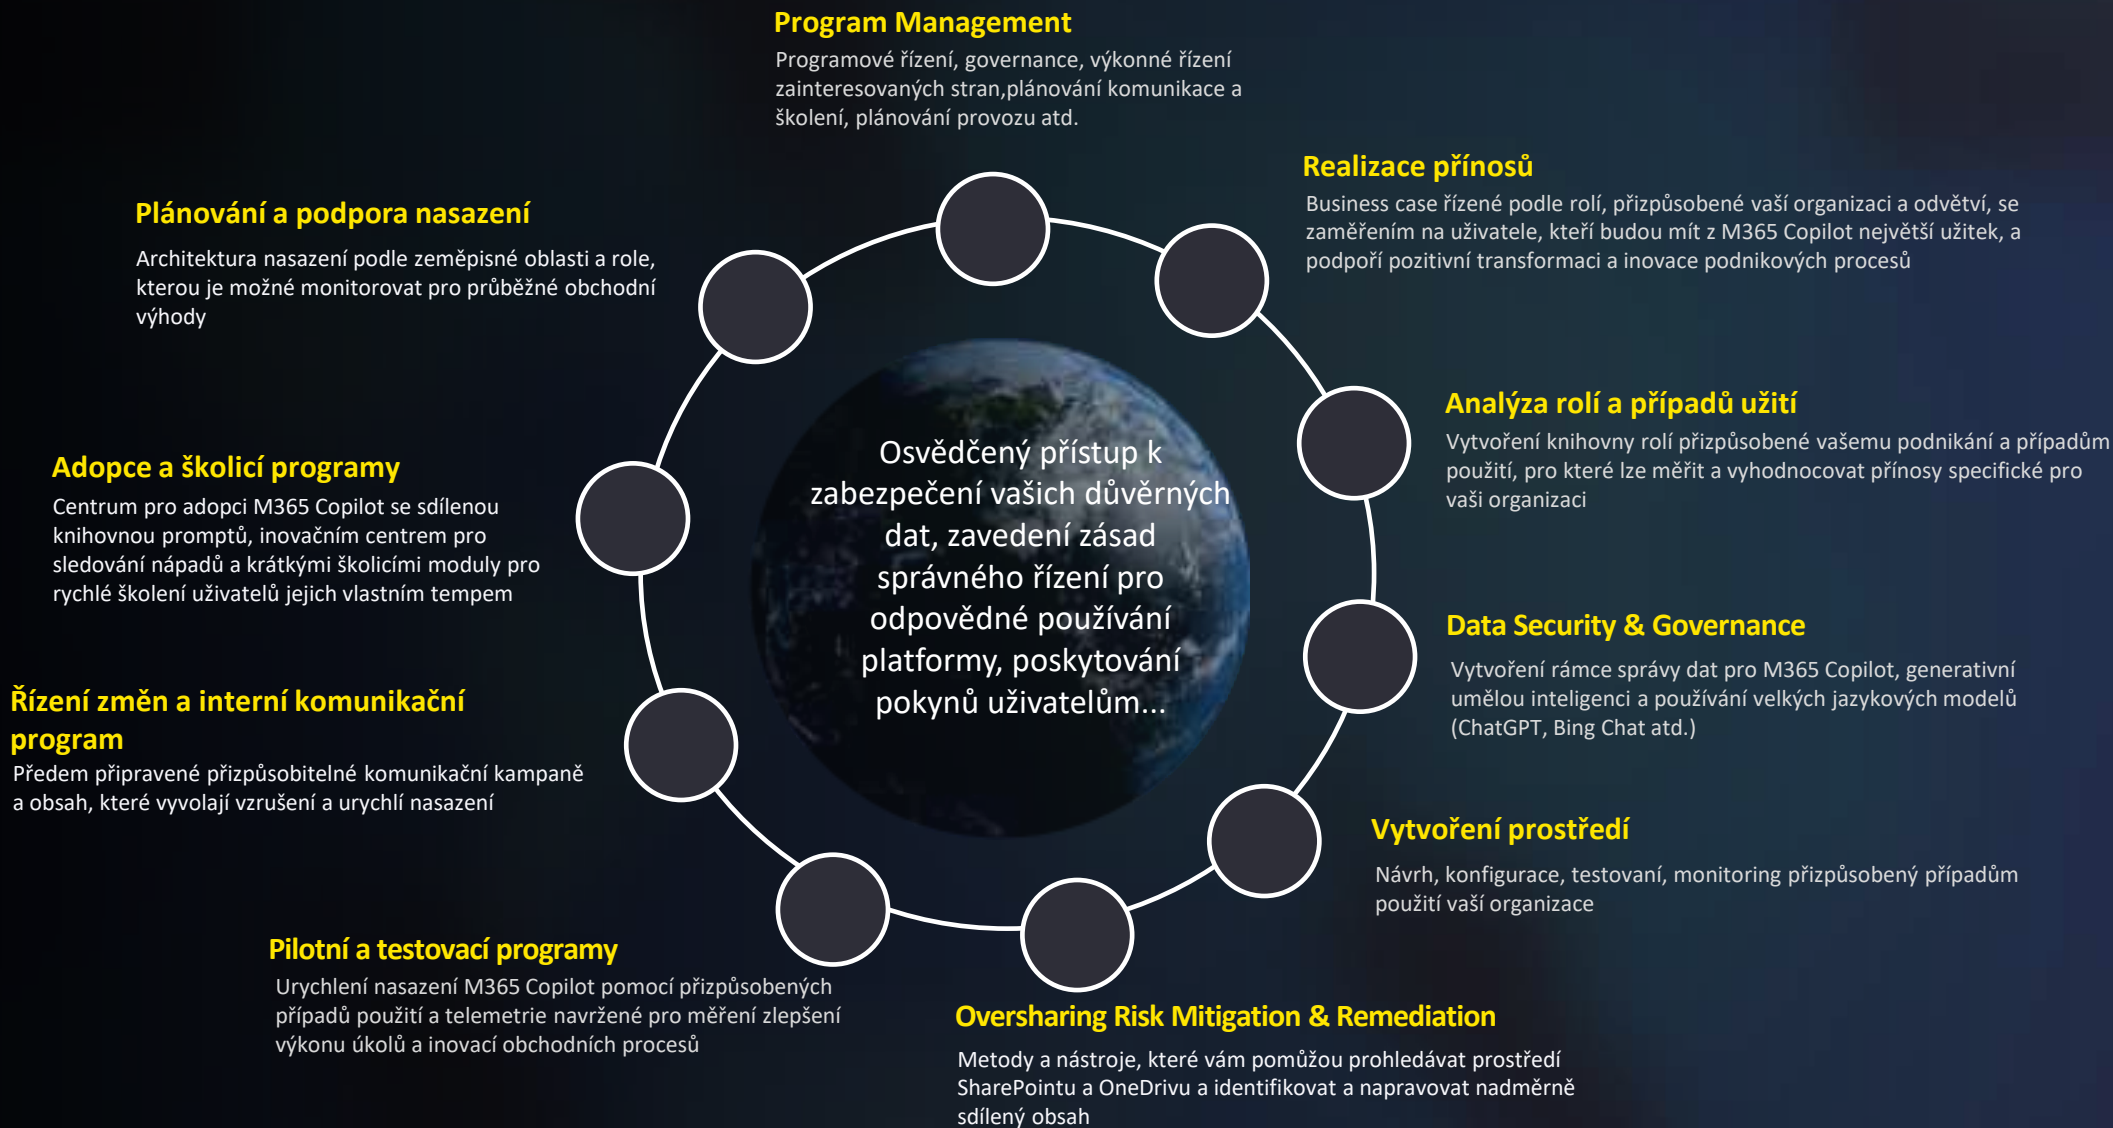 Program Management
Programové řízení, governance, výkonné řízení
zainteresovaných stran,plánování komunikace a
školení, plánování provozu atd.
Realizace přínosů
Business case řízené podle rolí, přizpůsobené vaší organizaci a odvětví, se
zaměřením na uživatele, kteří budou mít z M365 Copilot největší užitek, a
podpoří pozitivní transformaci a inovace podnikových procesů
Analýza rolí a případů užití
Vytvoření knihovny rolí přizpůsobené vašemu podnikání a případům
použití, pro které lze měřit a vyhodnocovat přínosy specifické pro
vaši organizaci
Data Security & Governance
Vytvoření rámce správy dat pro M365 Copilot, generativní
umělou inteligenci a používání velkých jazykových modelů
(ChatGPT, Bing Chat atd.)
Vytvoření prostředí
Návrh, konfigurace, testovaní, monitoring přizpůsobený případům
použití vaší organizace
Oversharing Risk Mitigation & Remediation
Metody a nástroje, které vám pomůžou prohledávat prostředí
SharePointu a OneDrivu a identifikovat a napravovat nadměrně
sdílený obsah
Pilotní a testovací programy
Urychlení nasazení M365 Copilot pomocí přizpůsobených
případů použití a telemetrie navržené pro měření zlepšení
výkonu úkolů a inovací obchodních procesů
Řízení změn a interní komunikační
program
Předem připravené přizpůsobitelné komunikační kampaně
a obsah, které vyvolají vzrušení a urychlí nasazení
Adopce a školicí programy
Centrum pro adopci M365 Copilot se sdílenou
knihovnou promptů, inovačním centrem pro
sledování nápadů a krátkými školicími moduly pro
rychlé školení uživatelů jejich vlastním tempem
Plánování a podpora nasazení
Architektura nasazení podle zeměpisné oblasti a role,
kterou je možné monitorovat pro průběžné obchodní
výhody
Osvědčený přístup k
zabezpečení vašich důvěrných
dat, zavedení zásad
správného řízení pro
odpovědné používání
platformy, poskytování
pokynů uživatelům...